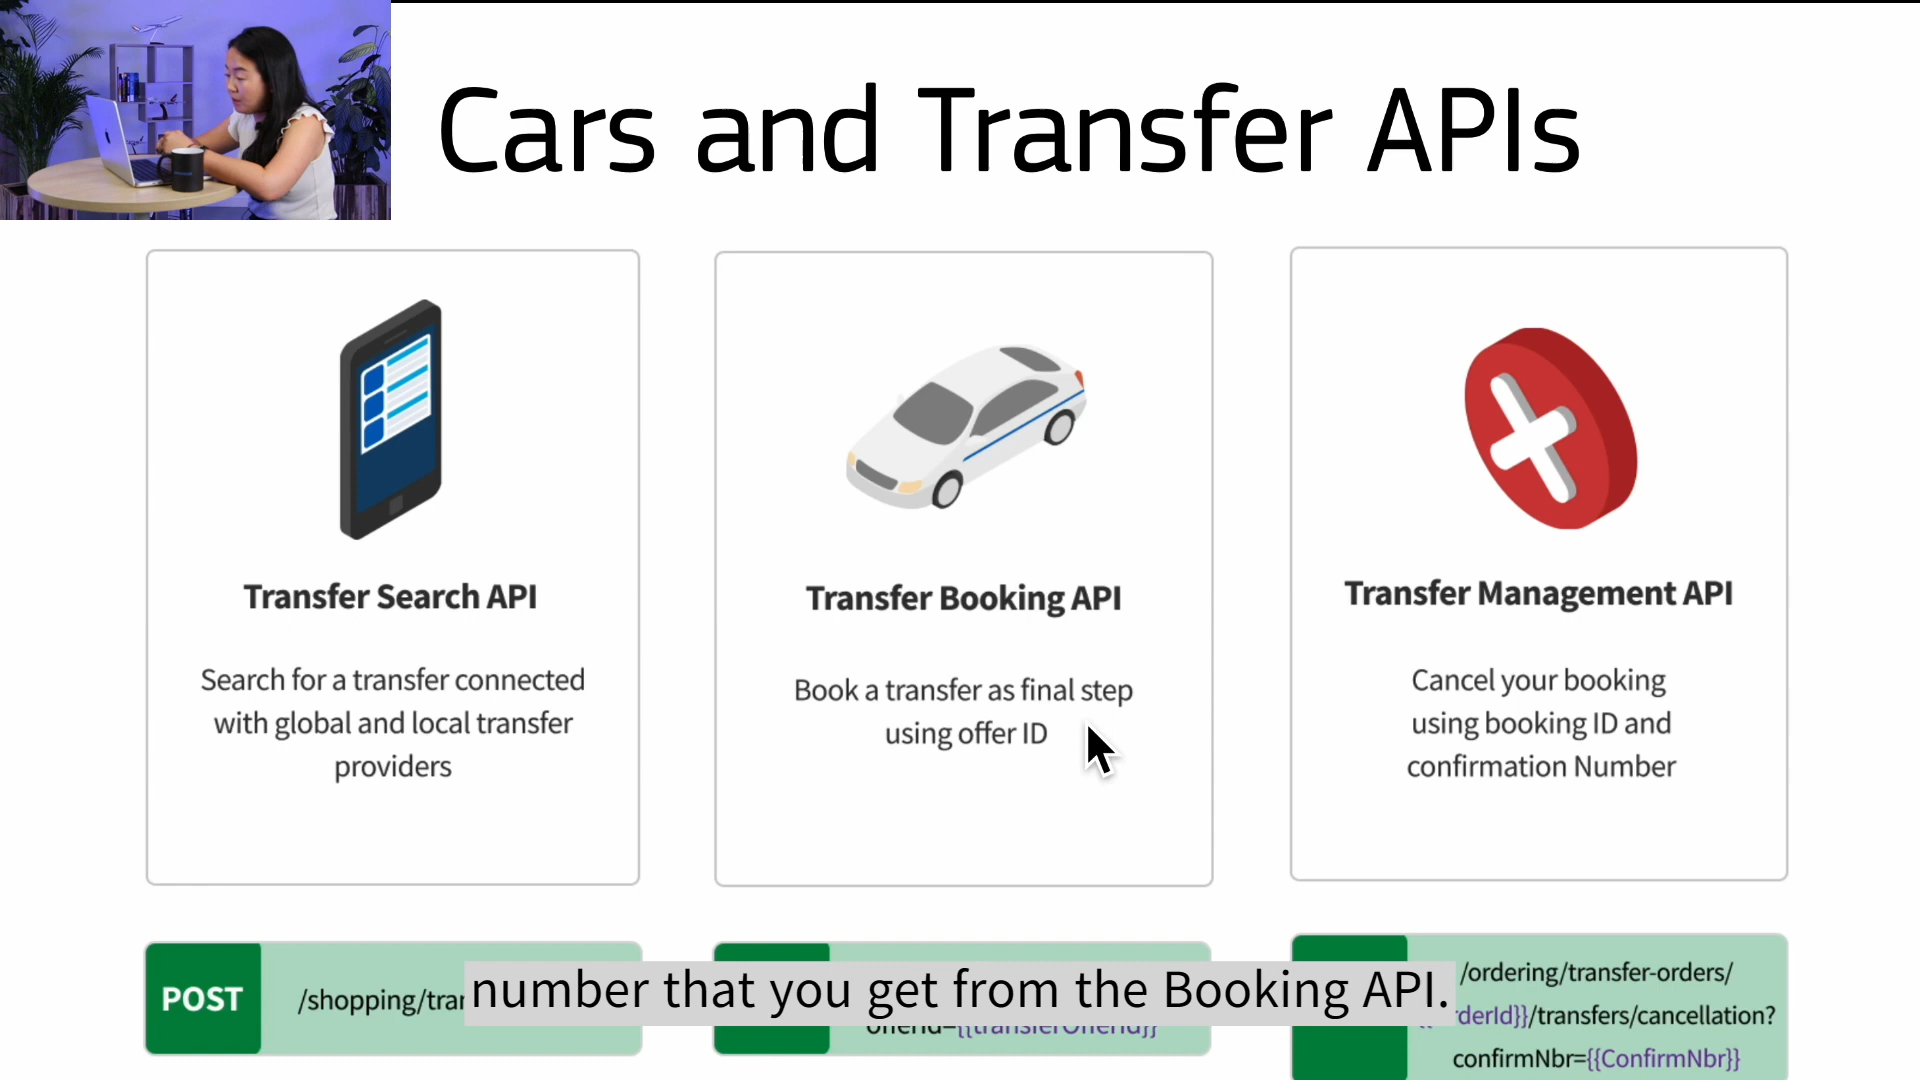 Cars and Transfer APIs
Transfer Search API
Search for a transfer connected
with global and local transfer
providers
Transfer Booking API
Book a transfer as final step
using offer ID
Transfer Management API
Cancel your booking
using booking ID and
confirmation Number
POST
/shopping/tra
number that you get from the Booking API.
offerId={{transferOfferId}}
/ordering/transfer-orders/
rderId}}/transfers/cancellation?
confirmNbr={{ConfirmNbr}}